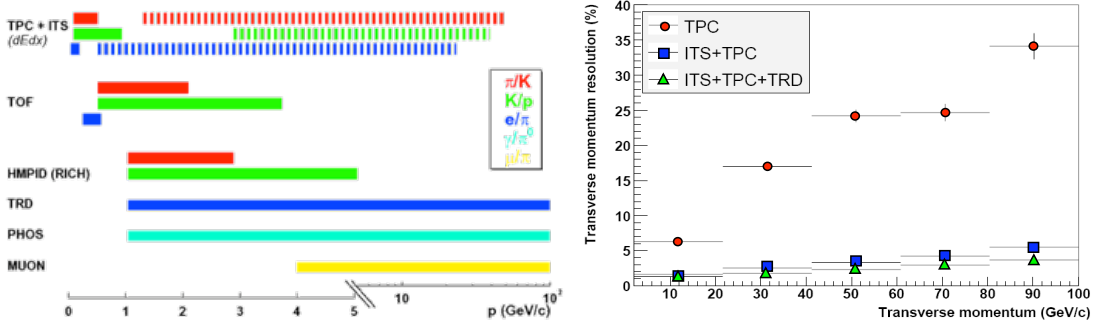 TPC + ITS
(dEdx)
TOF
HMPID (RICH)
TRD
PHOS
MUON
π/K
K/p
e/π
γ/π⁰
μ/π
0 1 2 3 4 5 10 10³
p (GeV/c)
Transverse momentum resolution (%)
40
35
30
25
20
15
10
5
0
TPC
ITS+TPC
ITS+TPC+TRD
10 20 30 40 50 60 70 80 90 100
Transverse momentum (GeV/c)